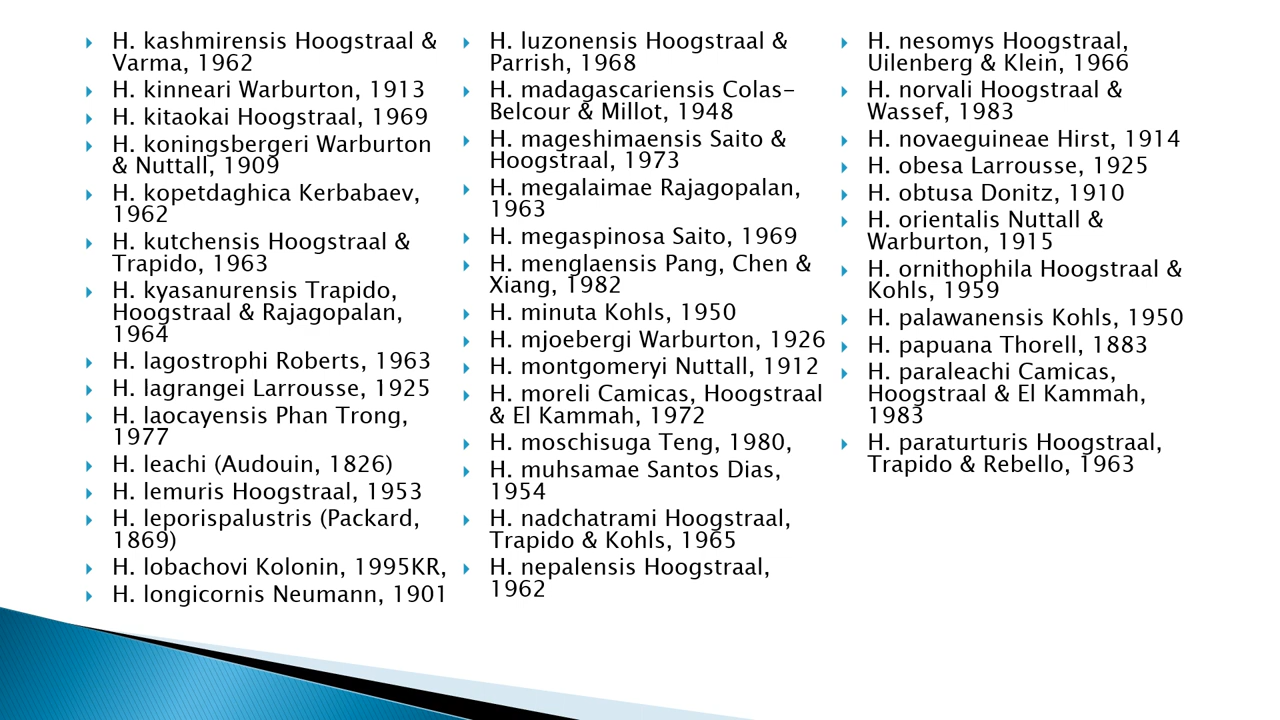 H. kashmirensis Hoogstraal &
Varma, 1962
H. kinneari Warburton, 1913
H. kitaokai Hoogstraal, 1969
H. koningsbergeri Warburton
& Nuttall, 1909
H. kopetdaghica Kerbabaev,
1962
H. kutchensis Hoogstraal &
Trapido, 1963
H. kyasanurensis Trapido,
Hoogstraal & Rajagopalan,
1964
H. lagostrophi Roberts, 1963
H. lagrangei Larrousse, 1925
H. laocayensis Phan Trong,
1977
H. leachi (Audouin, 1826)
H. lemuris Hoogstraal, 1953
H. leporispalustris (Packard,
1869)
H. lobachovi Kolonin, 1995KR,
H. longicornis Neumann, 1901
H. luzonensis Hoogstraal &
Parrish, 1968
H. madagascariensis Colas-
Belcour & Millot, 1948
H. mageshimaensis Saito &
Hoogstraal, 1973
H. megalaimae Rajagopalan,
1963
H. megaspinosa Saito, 1969
H. menglaensis Pang, Chen &
Xiang, 1982
H. minuta Kohls, 1950
H. mjoebergi Warburton, 1926
H. montgomeryi Nuttall, 1912
H. moreli Camicas, Hoogstraal
& El Kammah, 1972
H. moschisuga Teng, 1980,
H. muhsamae Santos Dias,
1954
H. nadchatrami Hoogstraal,
Trapido & Kohls, 1965
H. nepalensis Hoogstraal,
1962
H. nesomys Hoogstraal,
Uilenberg & Klein, 1966
H. norvali Hoogstraal &
Wassef, 1983
H. novaeguineae Hirst, 1914
H. obesa Larrousse, 1925
H. obtusa Donitz, 1910
H. orientalis Nuttall &
Warburton, 1915
H. ornithophila Hoogstraal &
Kohls, 1959
H. palawanensis Kohls, 1950
H. papuana Thorell, 1883
H. paraleachi Camicas,
Hoogstraal & El Kammah,
1983
H. paraturturis Hoogstraal,
Trapido & Rebello, 1963